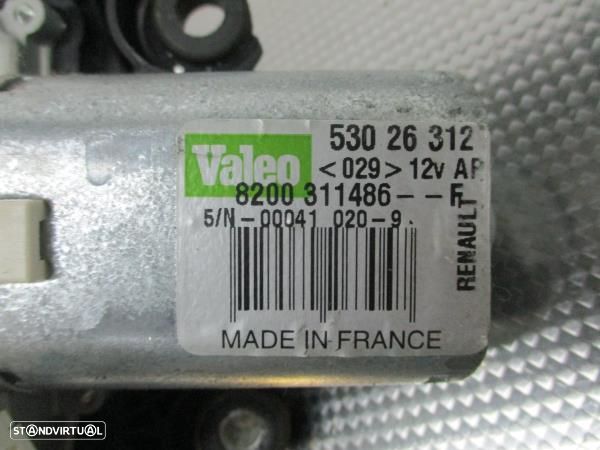 Valeo
530 26 312
<029> 12v AR
8200 311486--F
S/N-00041 020-9.
RENAULT
MADE IN FRANCE
STANDVIRTUAL